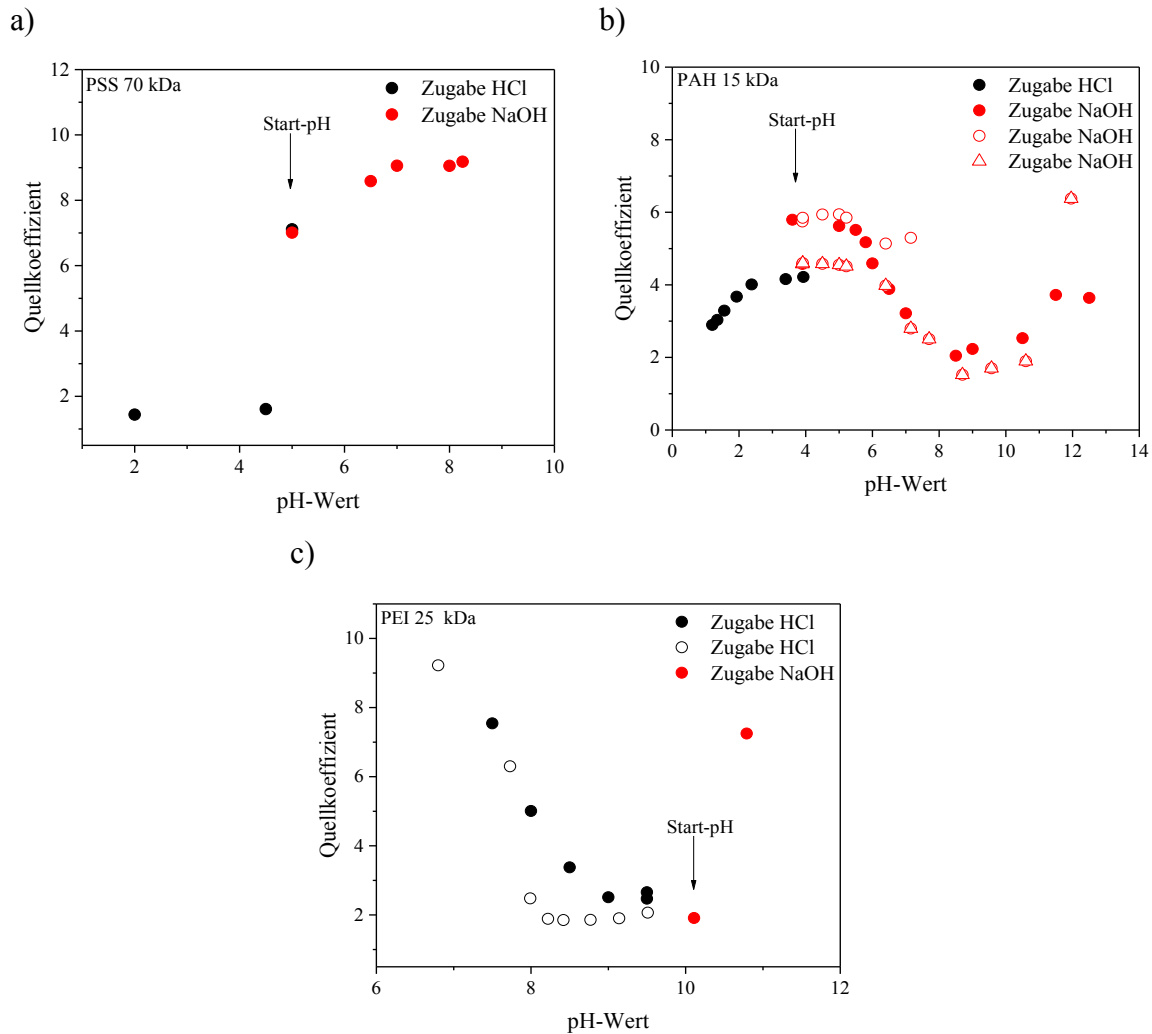 a)
PSS 70 kDa
Zugabe HCl
Zugabe NaOH
Start-pH
Quellkoeffizient
12
10
8
6
4
2
2
4
6
8
10
pH-Wert
b)
PAH 15 kDa
Zugabe HCl
Zugabe NaOH
Zugabe NaOH
Zugabe NaOH
Start-pH
Quellkoeffizient
10
8
6
4
2
0
0
2
4
6
8
10
12
14
pH-Wert
c)
PEI 25 kDa
Zugabe HCl
Zugabe HCl
Zugabe NaOH
Start-pH
Quellkoeffizient
10
8
6
4
2
6
8
10
12
pH-Wert